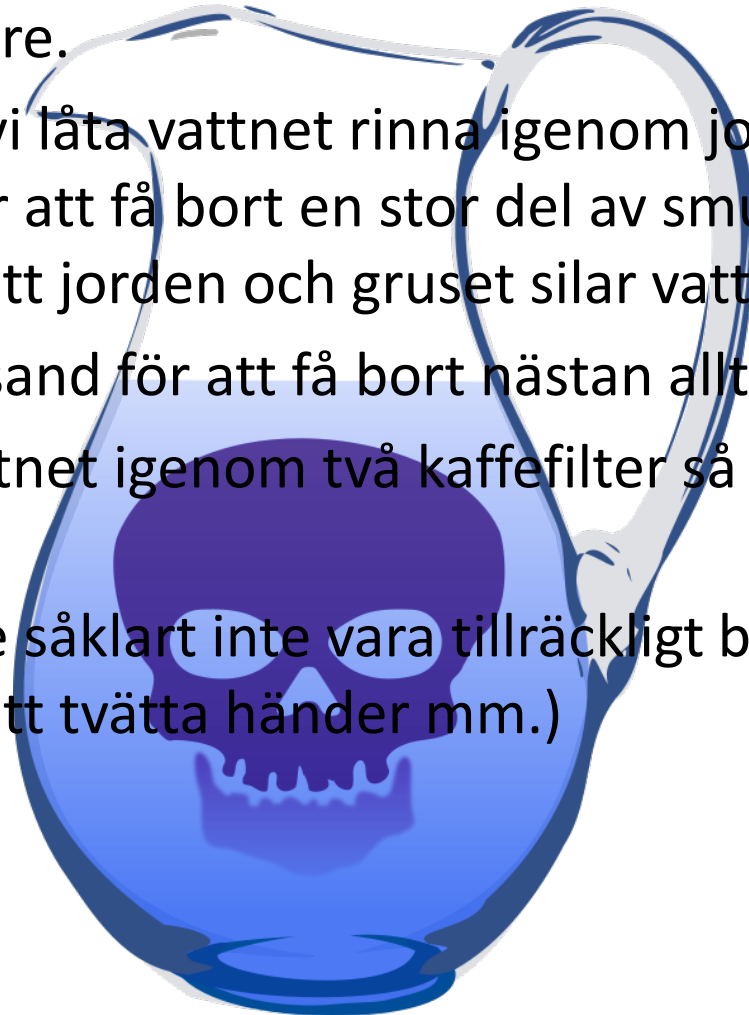 re.
vi låta vattnet rinna igenom jo
r att få bort en stor del av smu
tt jorden och gruset silar vatt
sand för att få bort nästan allt
tnet igenom två kaffefilter så
e såklart inte vara tillräckligt b
tt tvätta händer mm.)